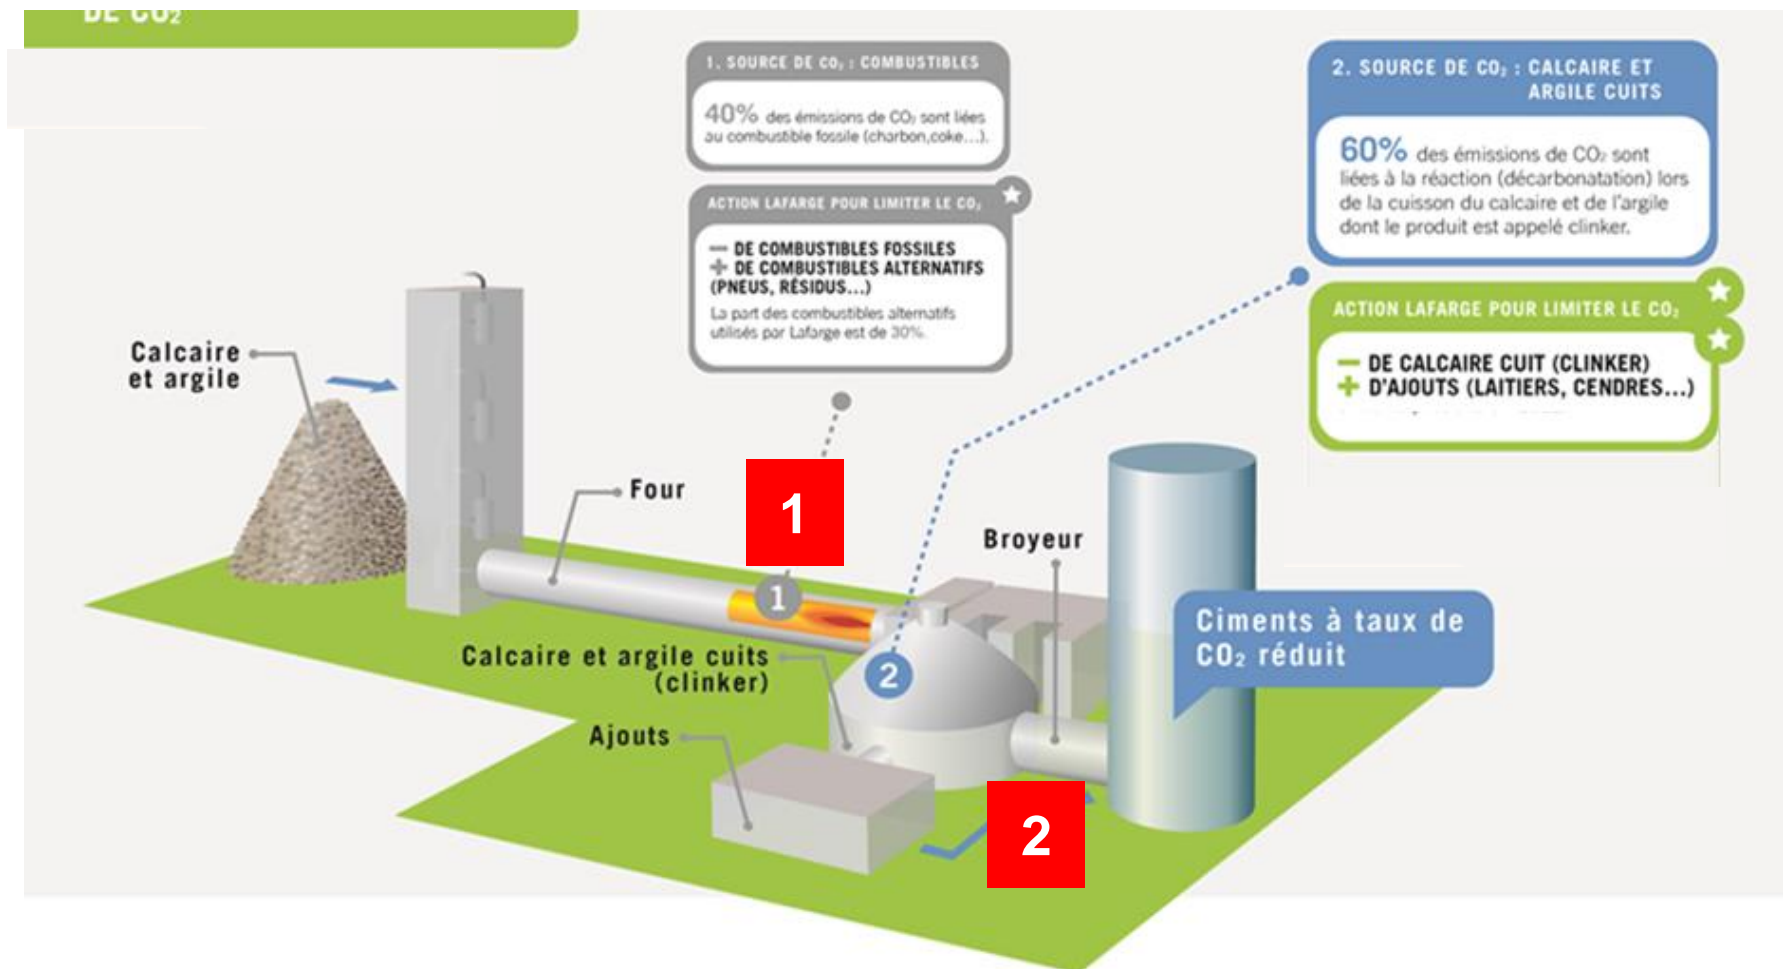 DE CO₂
1. SOURCE DE CO₂ : COMBUSTIBLES
40% des émissions de CO₂ sont liées
au combustible fossile (charbon,coke...).
ACTION LAFARGE POUR LIMITER LE CO₂
− DE COMBUSTIBLES FOSSILES
+ DE COMBUSTIBLES ALTERNATIFS
(PNEUS, RÉSIDUS...)
La part des combustibles alternatifs
utilisés par Lafarge est de 30%.
2. SOURCE DE CO₂ : CALCAIRE ET
ARGILE CUITS
60% des émissions de CO₂ sont
liées à la réaction (décarbonatation) lors
de la cuisson du calcaire et de l'argile
dont le produit est appelé clinker.
ACTION LAFARGE POUR LIMITER LE CO₂
− DE CALCAIRE CUIT (CLINKER)
+ D'AJOUTS (LAITIERS, CENDRES...)
Calcaire
et argile
Four
1
1
Broyeur
Ciments à taux de
CO₂ réduit
Calcaire et argile cuits
(clinker)
2
Ajouts
2